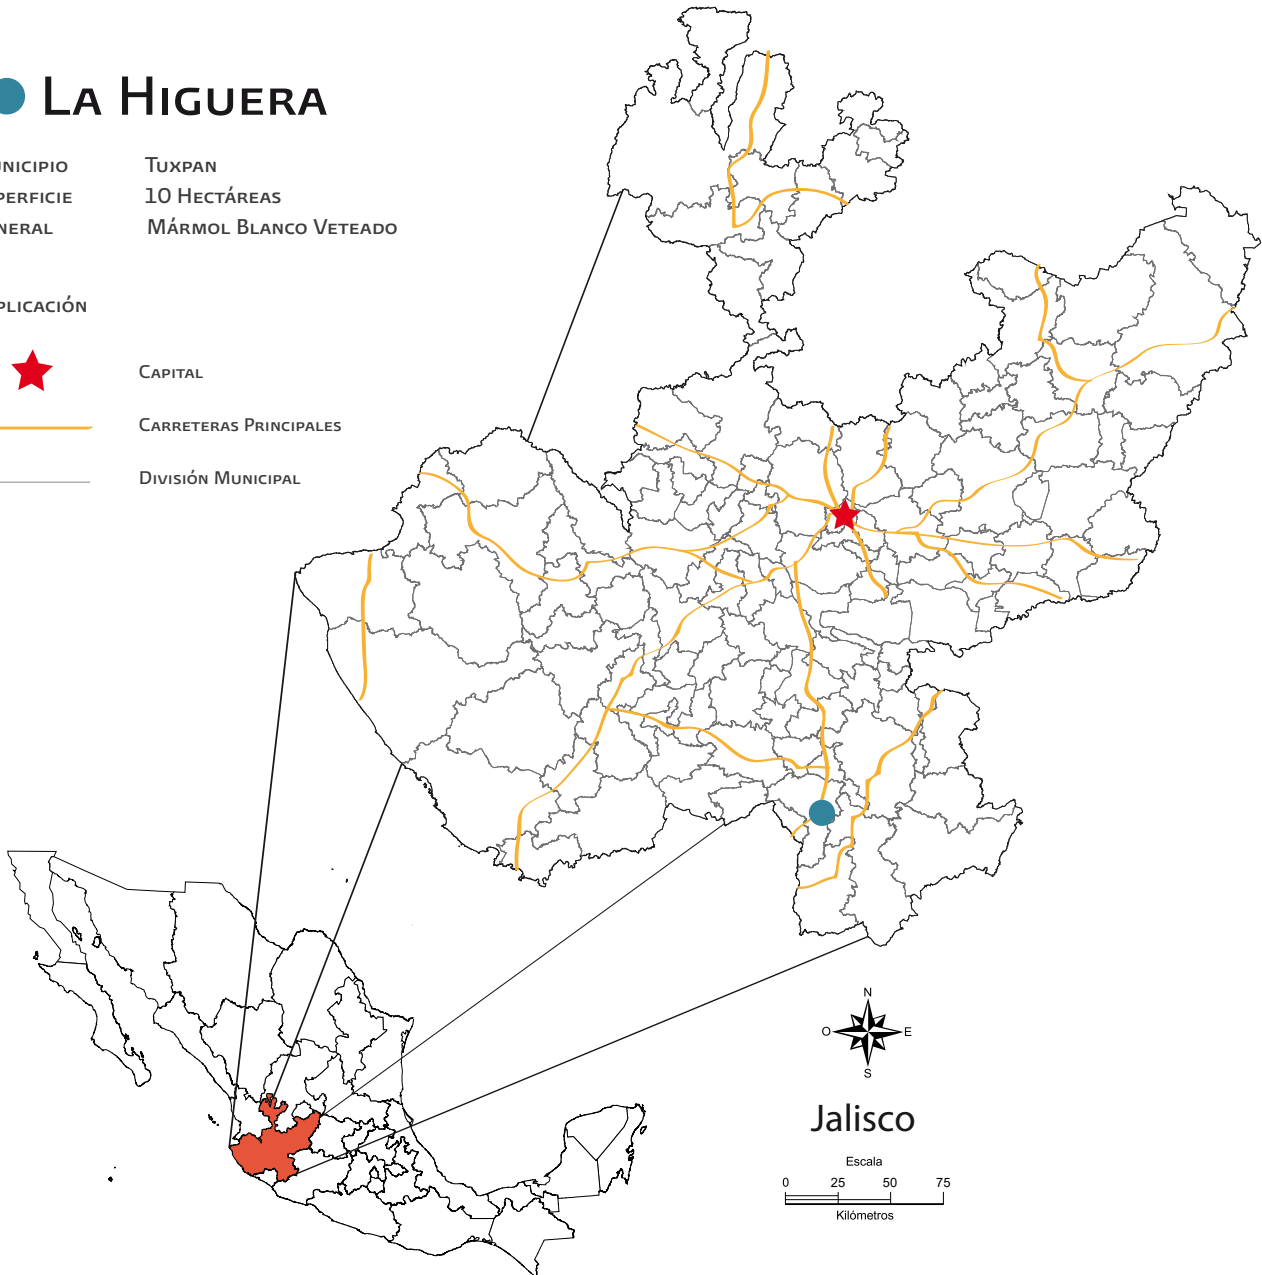 La Higuera
unicipio Tuxpan
perficie 10 Hectáreas
neral Mármol Blanco Veteado
plicación
Capital
Carreteras Principales
División Municipal
N
O E
S
Jalisco
Escala
0 25 50 75
Kilómetros